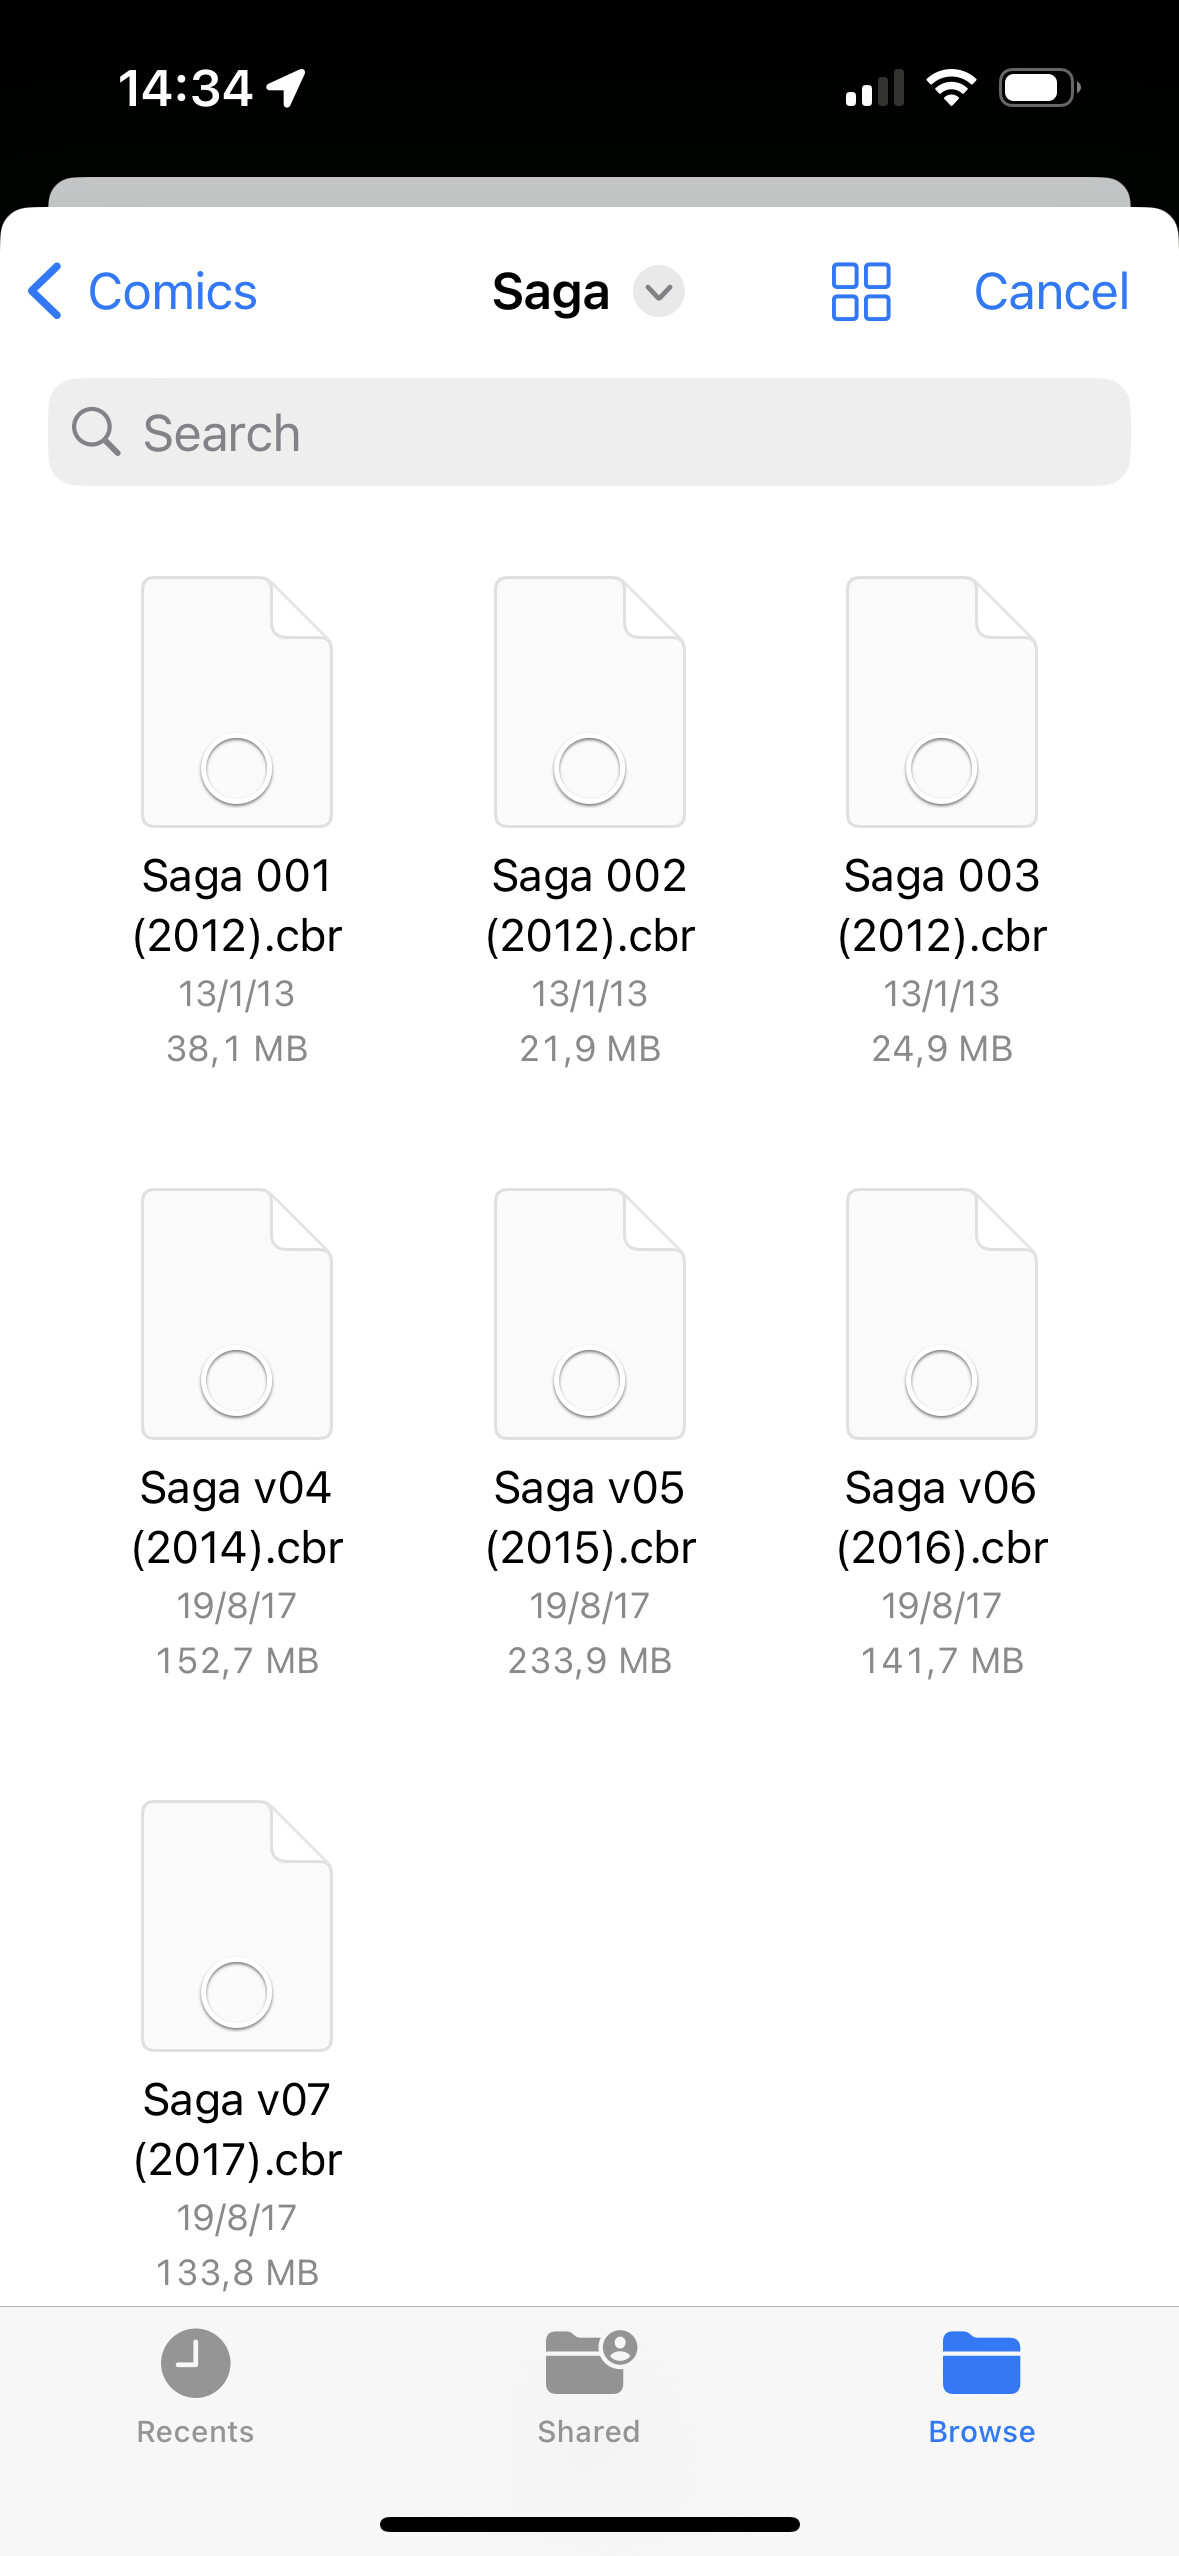 14:34
Comics
Saga
Cancel
Search
Saga 001
(2012).cbr
13/1/13
38,1 MB
Saga 002
(2012).cbr
13/1/13
21,9 MB
Saga 003
(2012).cbr
13/1/13
24,9 MB
Saga v04
(2014).cbr
19/8/17
152,7 MB
Saga v05
(2015).cbr
19/8/17
233,9 MB
Saga v06
(2016).cbr
19/8/17
141,7 MB
Saga v07
(2017).cbr
19/8/17
133,8 MB
Recents
Shared
Browse